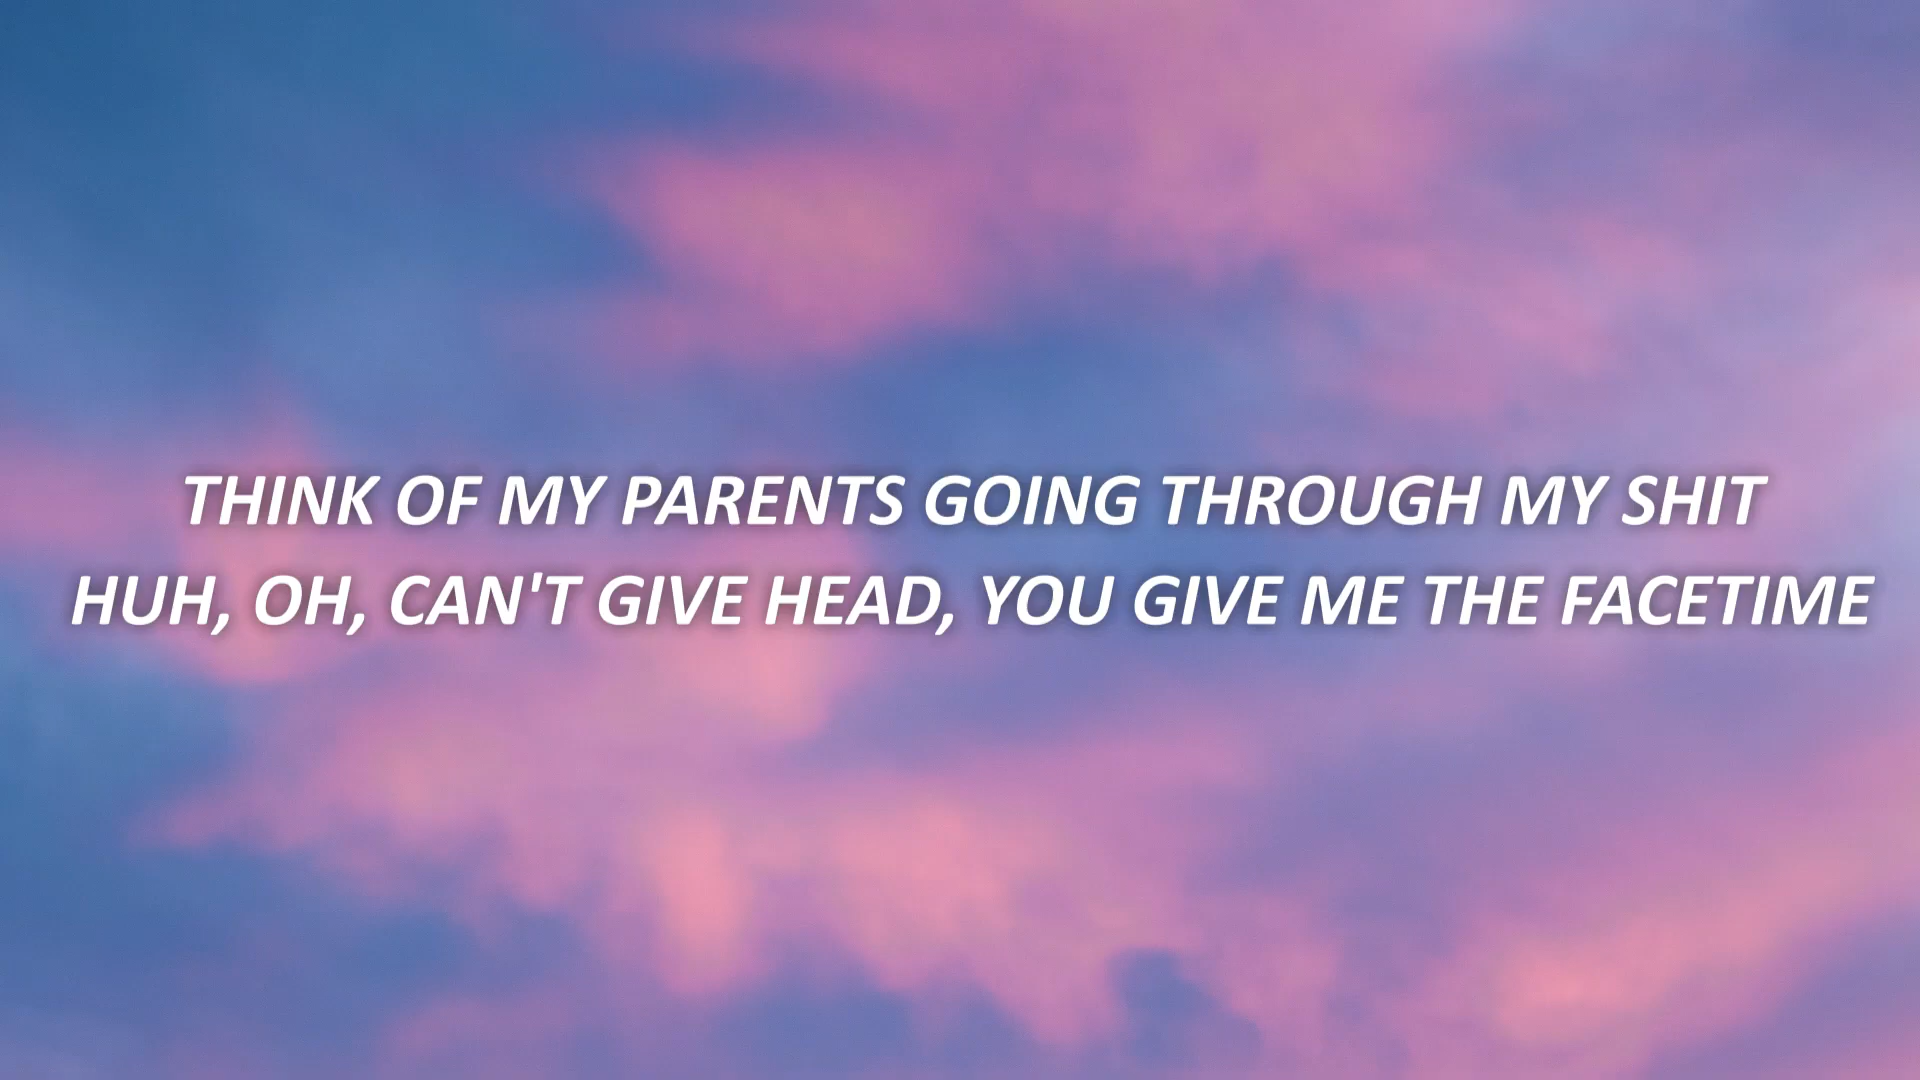 THINK OF MY PARENTS GOING THROUGH MY SHIT
HUH, OH, CAN'T GIVE HEAD, YOU GIVE ME THE FACETIME